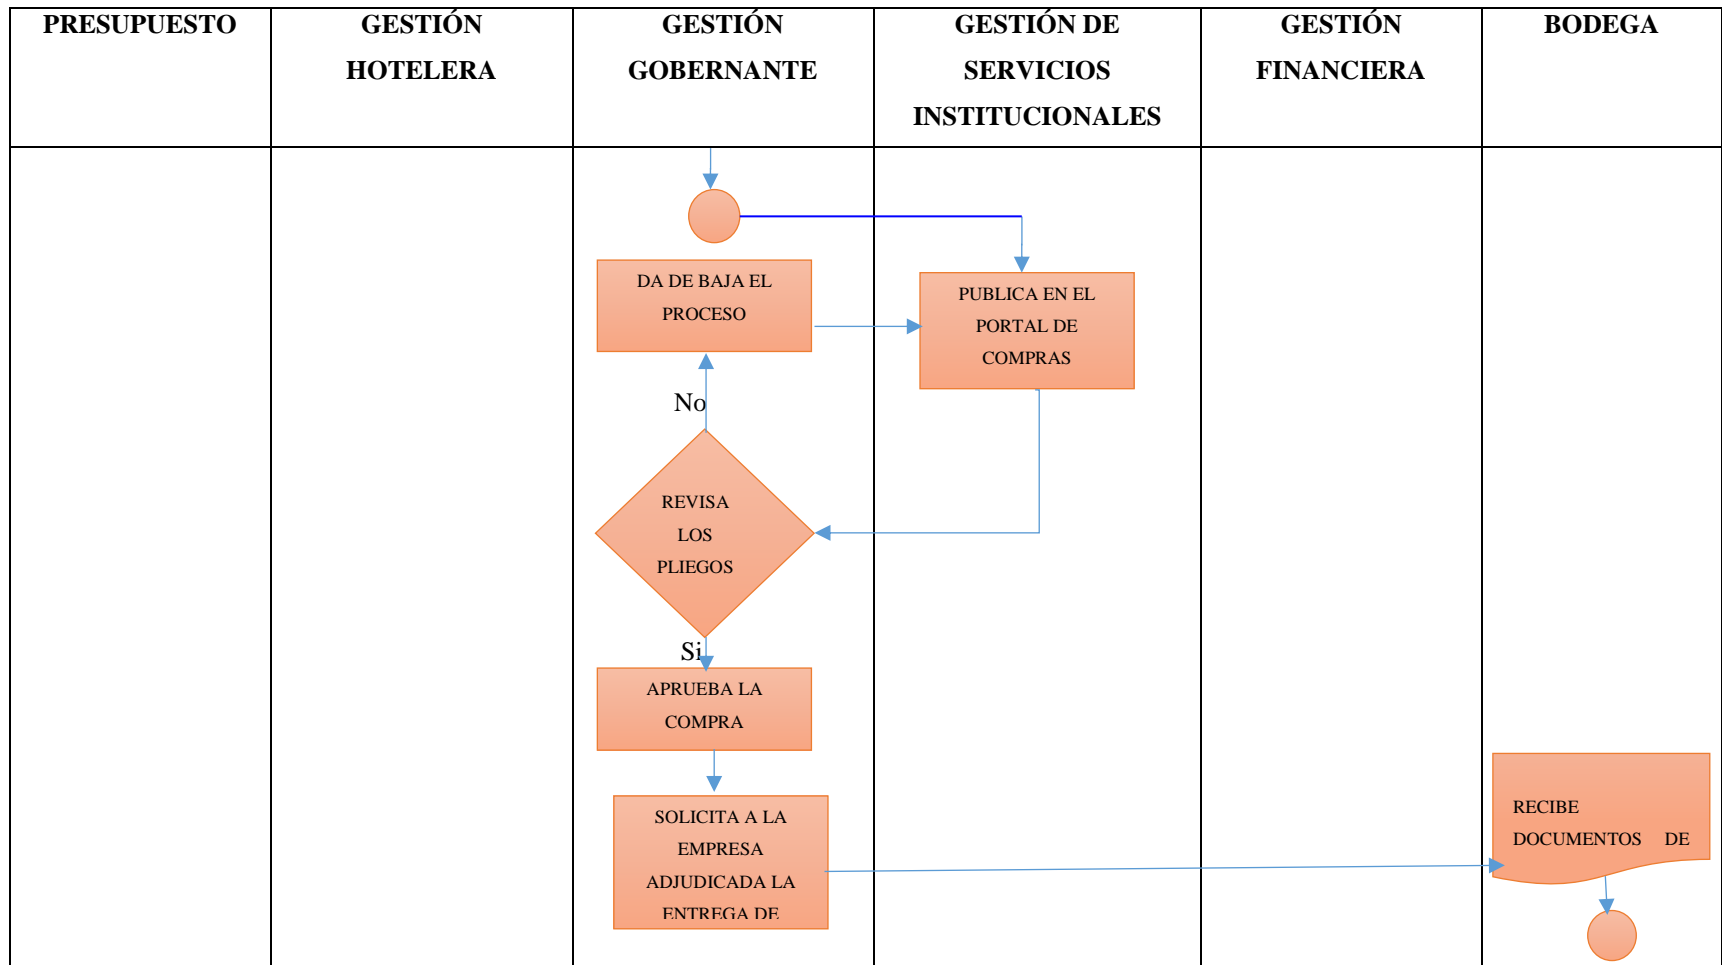 PRESUPUESTO
GESTIÓN
HOTELERA
GESTIÓN
GOBERNANTE
GESTIÓN DE
SERVICIOS
INSTITUCIONALES
GESTIÓN
FINANCIERA
BODEGA
DA DE BAJA EL
PROCESO
PUBLICA EN EL
PORTAL DE
COMPRAS
No
REVISA
LOS
PLIEGOS
Si
APRUEBA LA
COMPRA
SOLICITA A LA
EMPRESA
ADJUDICADA LA
ENTREGA DE
RECIBE
DOCUMENTOS DE